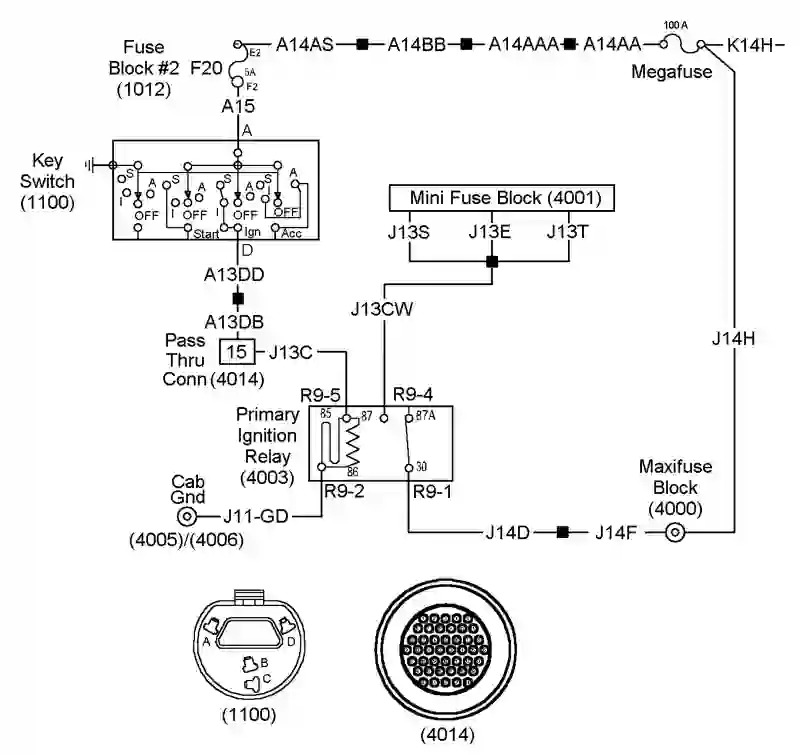 100 A
A14AS A14BB A14AAA A14AA K14H
Fuse
Block #2
(1012)
F20
E2
5A
F2
Megafuse
A15
A
Key
Switch
(1100)
S A S A S A
I OFF I OFF I OFF I OFF
Start Ign Acc
D
Mini Fuse Block (4001)
J13S J13E J13T
A13DD
J13CW
A13DB
J14H
Pass
Thru
Conn (4014)
15
J13C
R9-5 R9-4
Primary
Ignition
Relay
(4003)
85 87 87A
86 30
R9-2 R9-1
Maxifuse
Block
(4000)
Cab
Gnd
J11-GD
(4005)/(4006)
J14D J14F
A D
B
C
(1100)
(4014)